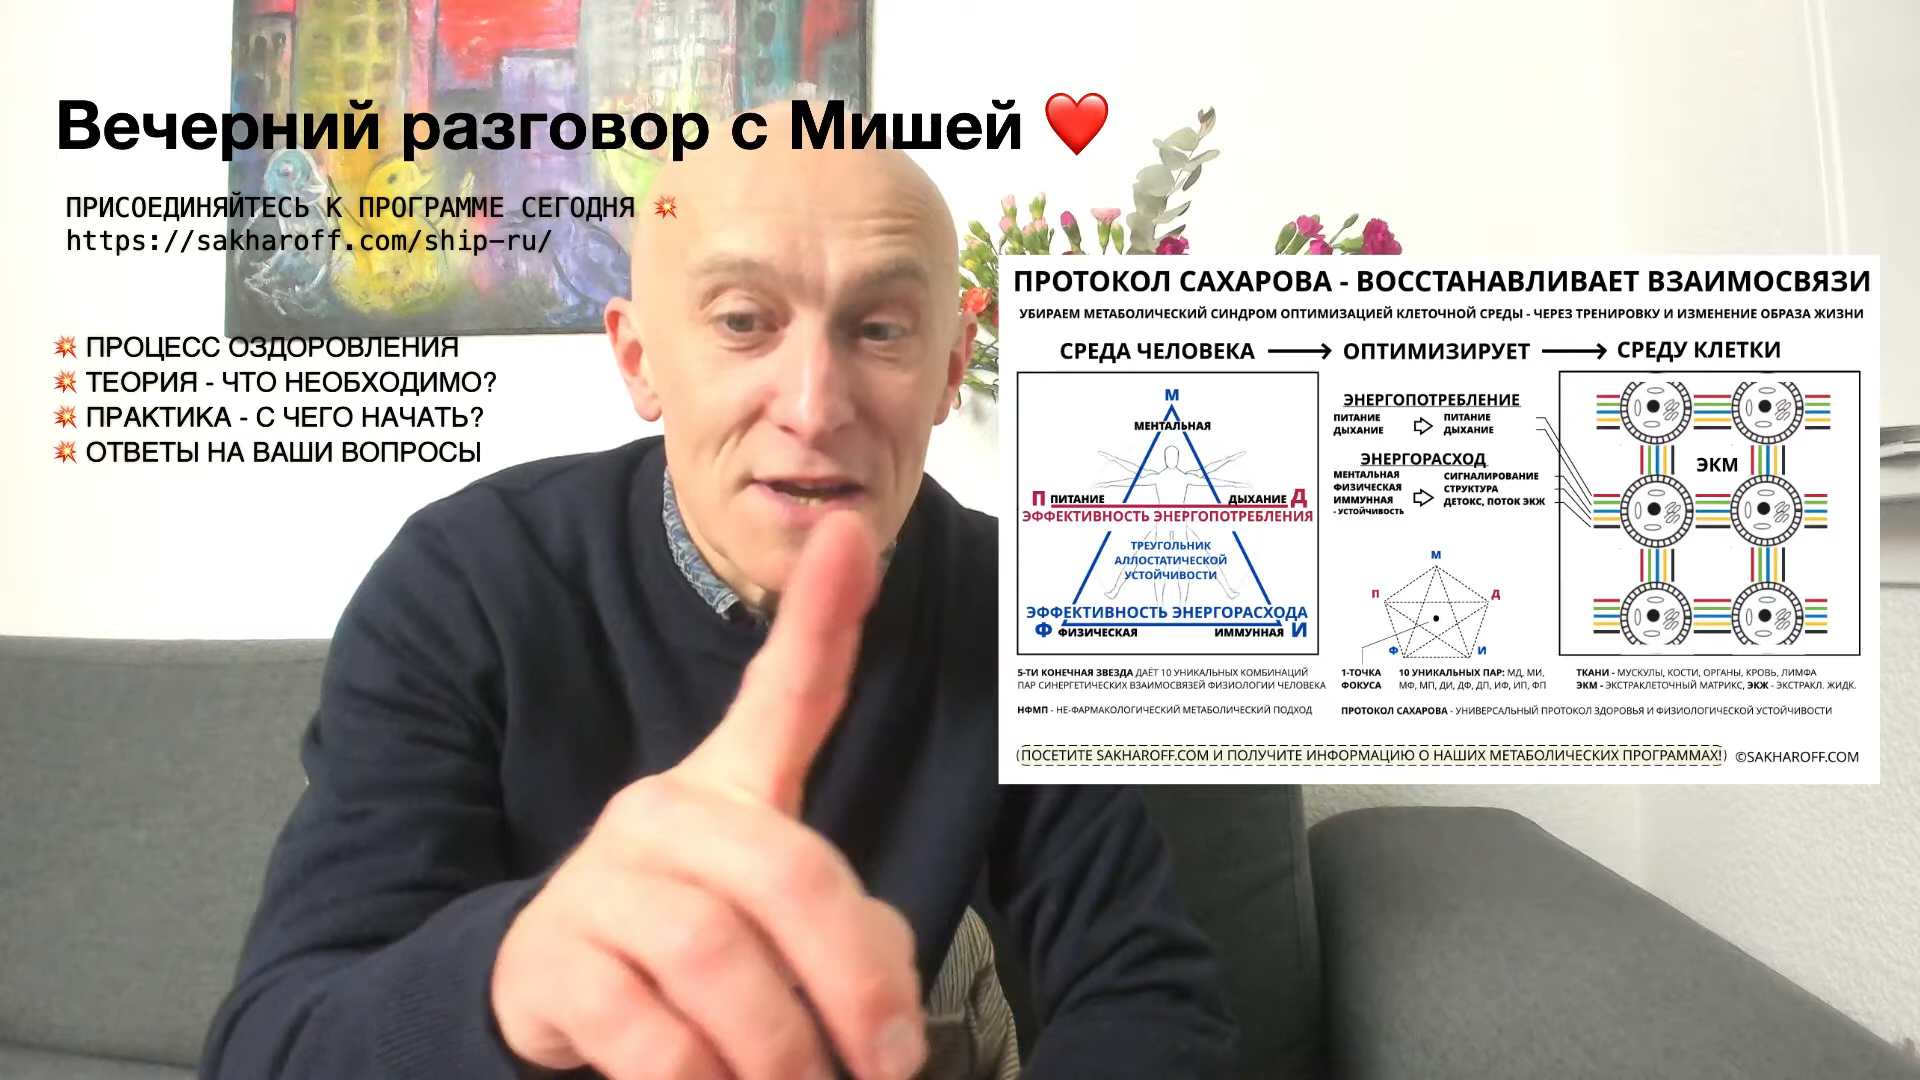 Вечерний разговор с Мишей ❤️
ПРИСОЕДИНЯЙТЕСЬ К ПРОГРАММЕ СЕГОДНЯ 💥
https://sakharoff.com/ship-ru/
💥 ПРОЦЕСС ОЗДОРОВЛЕНИЯ
💥 ТЕОРИЯ - ЧТО НЕОБХОДИМО?
💥 ПРАКТИКА - С ЧЕГО НАЧАТЬ?
💥 ОТВЕТЫ НА ВАШИ ВОПРОСЫ
ПРОТОКОЛ САХАРОВА - ВОССТАНАВЛИВАЕТ ВЗАИМОСВЯЗИ
УБИРАЕМ МЕТАБОЛИЧЕСКИЙ СИНДРОМ ОПТИМИЗАЦИЕЙ КЛЕТОЧНОЙ СРЕДЫ - ЧЕРЕЗ ТРЕНИРОВКУ И ИЗМЕНЕНИЕ ОБРАЗА ЖИЗНИ
СРЕДА ЧЕЛОВЕКА → ОПТИМИЗИРУЕТ → СРЕДУ КЛЕТКИ
М
МЕНТАЛЬНАЯ
П ПИТАНИЕ
ДЫХАНИЕ Д
ЭФФЕКТИВНОСТЬ ЭНЕРГОПОТРЕБЛЕНИЯ
ТРЕУГОЛЬНИК
АЛЛОСТАТИЧЕСКОЙ
УСТОЙЧИВОСТИ
ЭФФЕКТИВНОСТЬ ЭНЕРГОРАСХОДА
Ф ФИЗИЧЕСКАЯ
ИММУННАЯ И
ЭНЕРГОПОТРЕБЛЕНИЕ
ПИТАНИЕ ПИТАНИЕ
ДЫХАНИЕ ДЫХАНИЕ
ЭНЕРГОРАСХОД
МЕНТАЛЬНАЯ
ФИЗИЧЕСКАЯ
ИММУННАЯ
- УСТОЙЧИВОСТЬ
СИГНАЛИРОВАНИЕ
СТРУКТУРА
ДЕТОКС, ПОТОК ЭКЖ
М
П
Д
Ф
И
ЭКМ
5-ТИ КОНЕЧНАЯ ЗВЕЗДА ДАЁТ 10 УНИКАЛЬНЫХ КОМБИНАЦИЙ
ПАР СИНЕРГЕТИЧЕСКИХ ВЗАИМОСВЯЗЕЙ ФИЗИОЛОГИИ ЧЕЛОВЕКА
НФМП - НЕ-ФАРМАКОЛОГИЧЕСКИЙ МЕТАБОЛИЧЕСКИЙ ПОДХОД
1-ТОЧКА
ФОКУСА
10 УНИКАЛЬНЫХ ПАР: МД, МИ,
МФ, МП, ДИ, ДФ, ДП, ИФ, ИП, ФП
ТКАНИ - МУСКУЛЫ, КОСТИ, ОРГАНЫ, КРОВЬ, ЛИМФА
ЭКМ - ЭКСТРАКЛЕТОЧНЫЙ МАТРИКС, ЭКЖ - ЭКСТРАКЛ. ЖИДК.
ПРОТОКОЛ САХАРОВА - УНИВЕРСАЛЬНЫЙ ПРОТОКОЛ ЗДОРОВЬЯ И ФИЗИОЛОГИЧЕСКОЙ УСТОЙЧИВОСТИ
ПОСЕТИТЕ SAKHAROFF.COM И ПОЛУЧИТЕ ИНФОРМАЦИЮ О НАШИХ МЕТАБОЛИЧЕСКИХ ПРОГРАММАХ! ©SAKHAROFF.COM